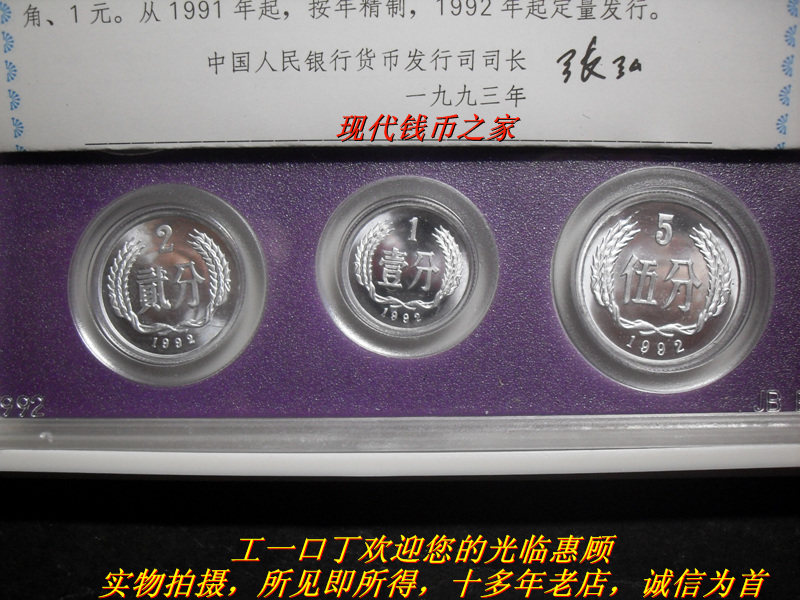 角、1元。从1991年起，按年精制，1992年起定量发行。
中国人民银行货币发行司司长 张弘
一九九三年
现代钱币之家
2
贰分
1992
1
壹分
1992
5
伍分
1992
992
JB
工一口丁欢迎您的光临惠顾
实物拍摄，所见即所得，十多年老店，诚信为首